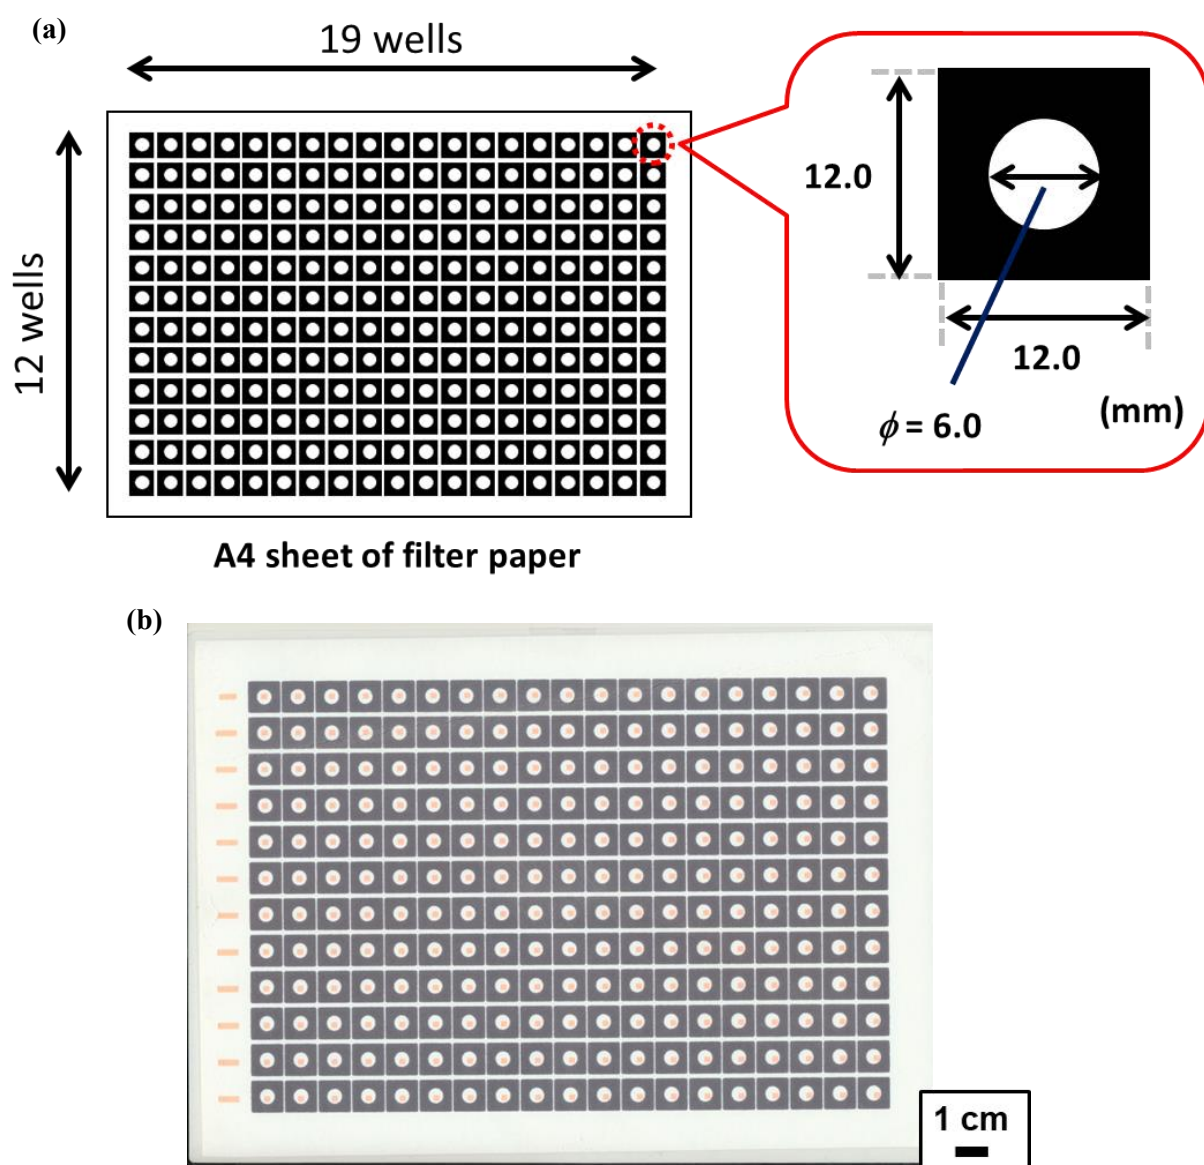 (a)
19 wells
12 wells
12.0
12.0
(mm)
ϕ = 6.0
A4 sheet of filter paper
(b)
1 cm